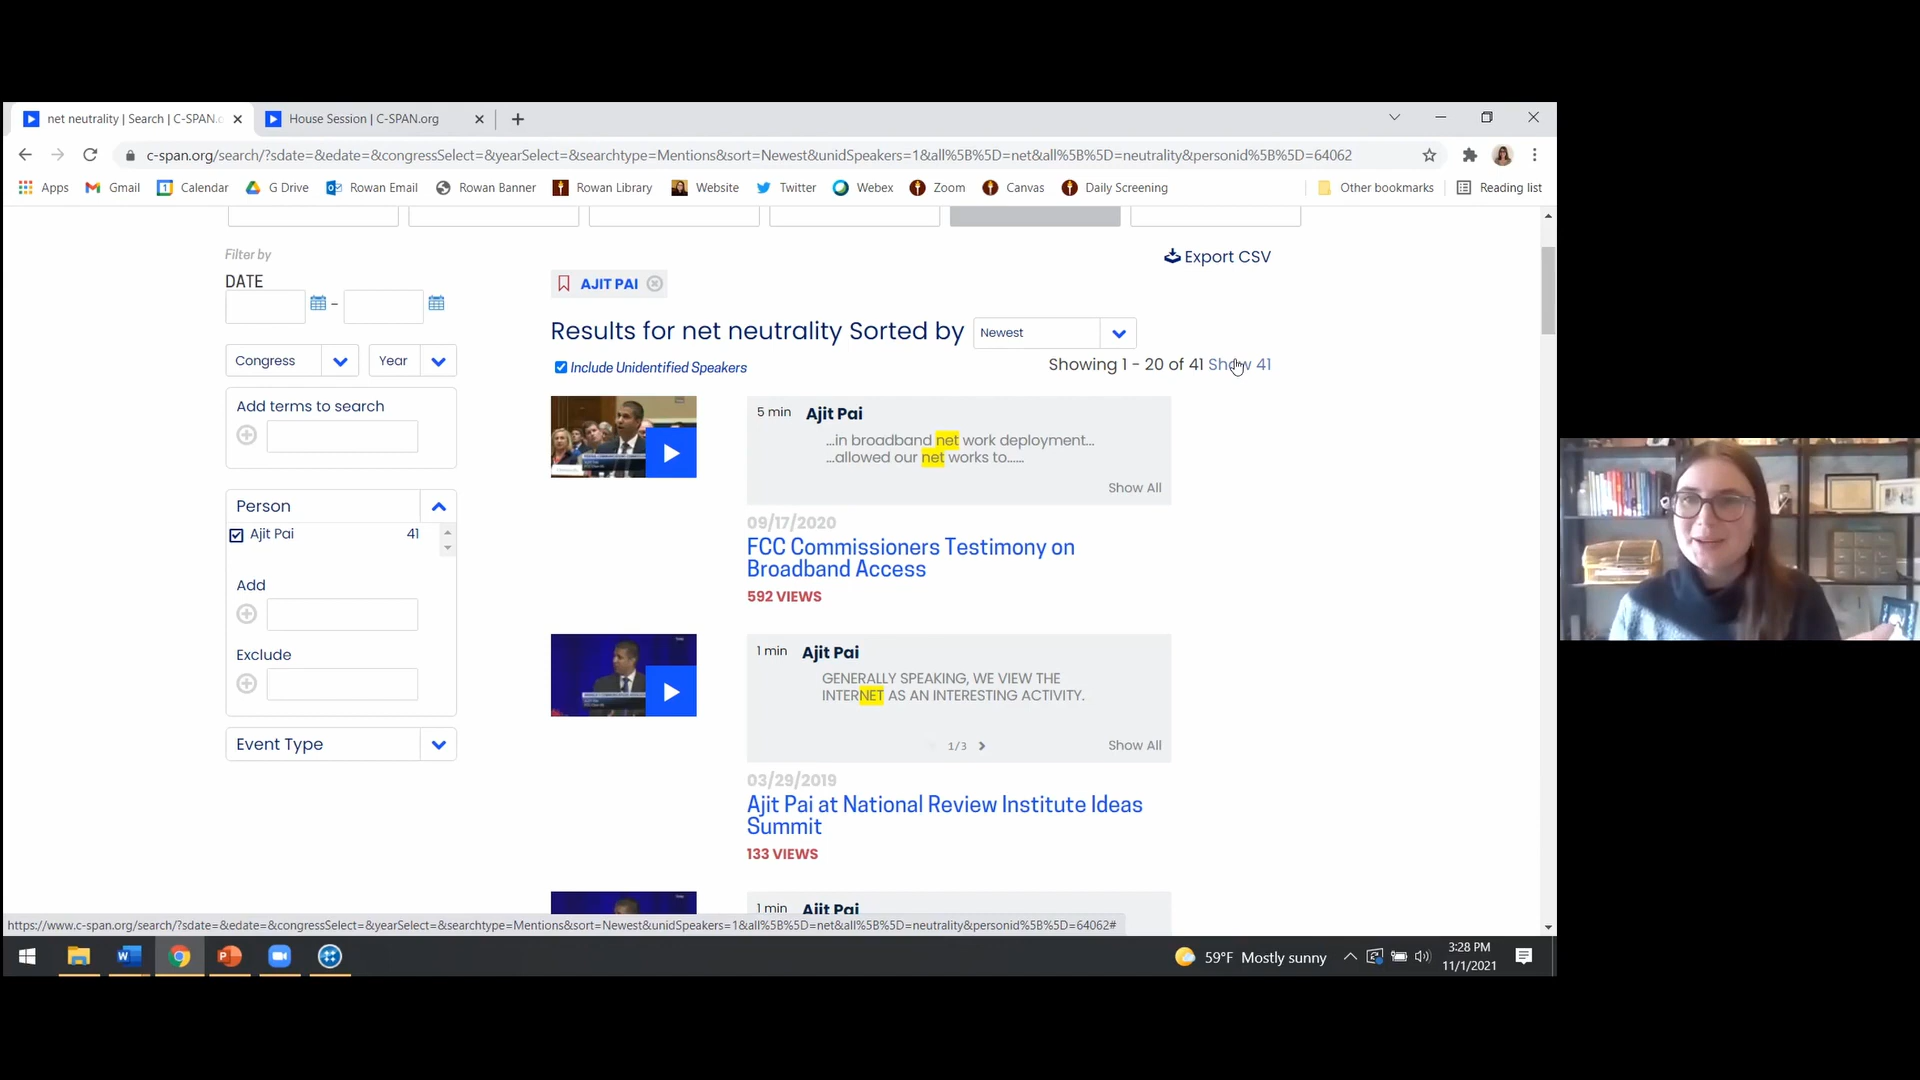 net neutrality | Search | C-SPAN.o
House Session | C-SPAN.org
c-span.org/search/?sdate=&edate=&congressSelect=&yearSelect=&searchtype=Mentions&sort=Newest&unidSpeakers=1&all%5B%5D=net&all%5B%5D=neutrality&personid%5B%5D=64062
Apps Gmail Calendar G Drive Rowan Email Rowan Banner Rowan Library Website Twitter Webex Zoom Canvas Daily Screening Other bookmarks Reading list
Filter by
Export CSV
DATE
AJIT PAI
Results for net neutrality Sorted by Newest
Congress Year
Include Unidentified Speakers
Showing 1 - 20 of 41 Show 41
Add terms to search
5 min Ajit Pai
...in broadband net work deployment...
...allowed our net works to......
Show All
Person
Ajit Pai 41
09/17/2020
FCC Commissioners Testimony on
Broadband Access
592 VIEWS
Add
Exclude
1 min Ajit Pai
GENERALLY SPEAKING, WE VIEW THE
INTERNET AS AN INTERESTING ACTIVITY.
1/3
Show All
Event Type
03/29/2019
Ajit Pai at National Review Institute Ideas
Summit
133 VIEWS
1 min Ajit Pai
https://www.c-span.org/search/?sdate=&edate=&congressSelect=&yearSelect=&searchtype=Mentions&sort=Newest&unidSpeakers=1&all%5B%5D=net&all%5B%5D=neutrality&personid%5B%5D=64062#
59°F Mostly sunny
3:28 PM
11/1/2021